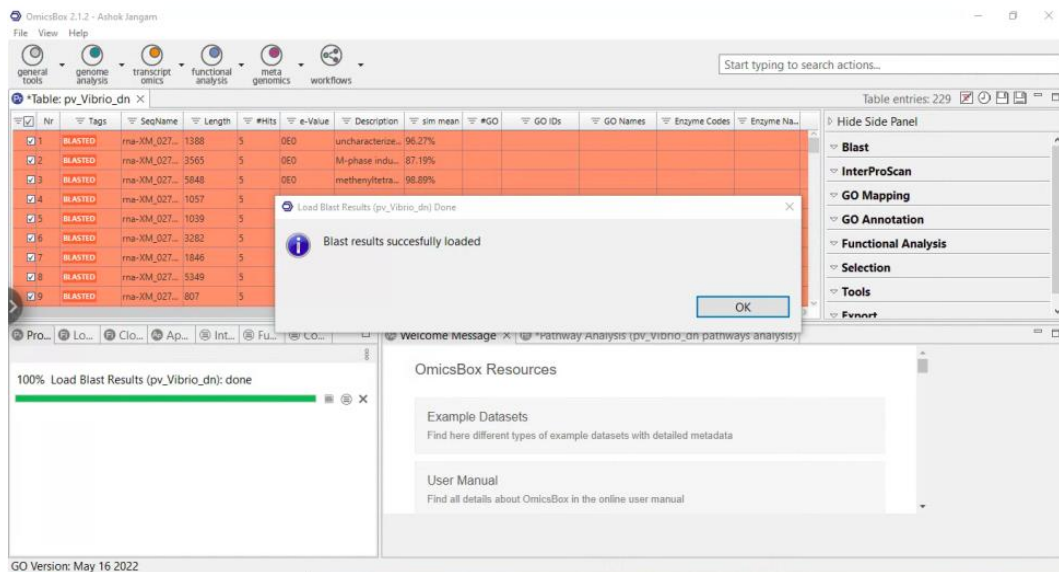 OmicsBox 2.1.2 - Ashok Jangam
File View Help
general tools
genome analysis
transcript omics
functional analysis
meta genomics
workflows
Start typing to search actions...
*Table: pv_Vibrio_dn
Table entries: 229
Nr Tags SeqName Length #Hits e-Value Description sim mean #GO GO IDs GO Names Enzyme Codes Enzyme Na...
1 BLASTED rna-XM_027... 1388 5 0E0 uncharacterize... 96.27%
2 BLASTED rna-XM_027... 3565 5 0E0 M-phase indu... 87.19%
3 BLASTED rna-XM_027... 5848 5 0E0 methenyltetra... 98.89%
4 BLASTED rna-XM_027... 1057
5 BLASTED rna-XM_027... 1039 5
6 BLASTED rna-XM_027... 3282 5
7 BLASTED rna-XM_027... 1846 5
8 BLASTED rna-XM_027... 5349 5
9 BLASTED rna-XM_027... 807 5
Hide Side Panel
Blast
InterProScan
GO Mapping
GO Annotation
Functional Analysis
Selection
Tools
Export
Load Blast Results (pv_Vibrio_dn) Done
Blast results succesfully loaded
OK
Pro... Lo... Clo... Ap... Int... Fu... Co...
Welcome Message *Pathway Analysis (pv_Vibrio_dn pathways analysis)
100% Load Blast Results (pv_Vibrio_dn): done
OmicsBox Resources
Example Datasets
Find here different types of example datasets with detailed metadata
User Manual
Find all details about OmicsBox in the online user manual
GO Version: May 16 2022